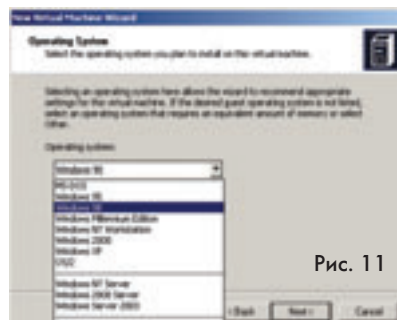 New Virtual Machine Wizard
Operating System
Select the operating system you plan to install on this virtual machine.
Selecting an operating system here allows the wizard to recommend appropriate
settings for this virtual machine. If the desired guest operating system is not listed,
select an operating system that requires an equivalent amount of memory or select
Other.
Operating system:
Windows 98
MS-DOS
Windows 95
Windows 98
Windows Millennium Edition
Windows NT Workstation
Windows 2000
Windows XP
OS/2
Windows NT Server
Windows 2000 Server
Windows Server 2003
Рис. 11
< Back
Next >
Cancel